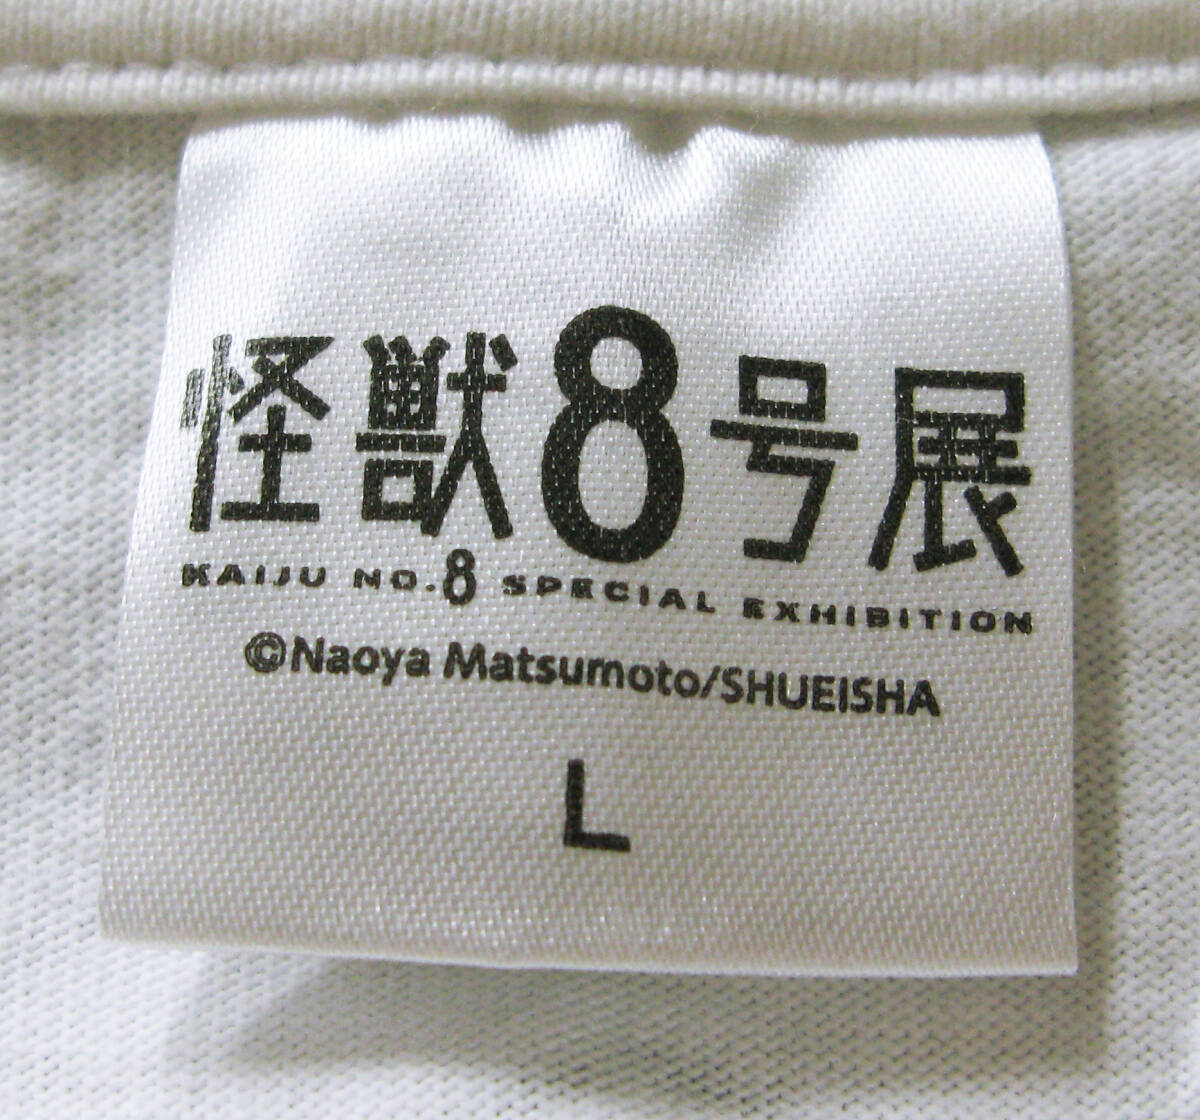 怪獣8号展
KAIJU NO.8 SPECIAL EXHIBITION
©Naoya Matsumoto/SHUEISHA
L